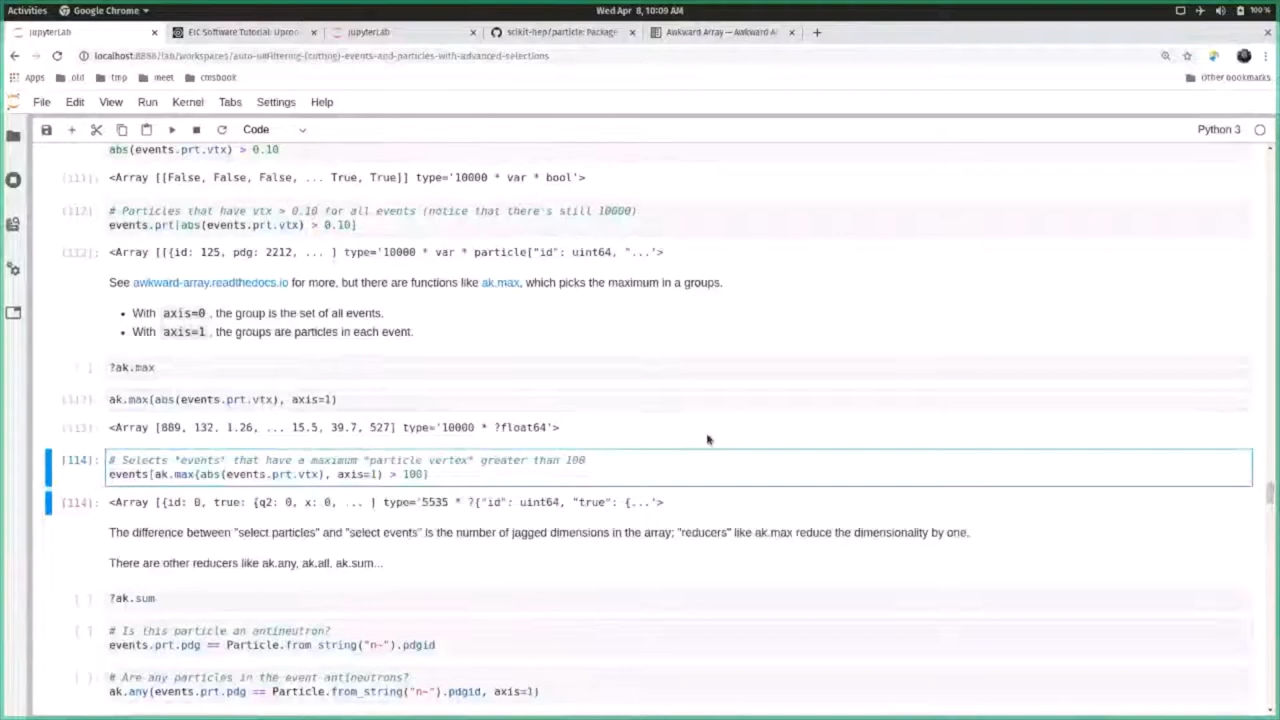 Activities Google Chrome Wed Apr 8, 10:09 AM 100%
JupyterLab EIC Software Tutorial: Uproo JupyterLab scikit-hep/particle: Package Awkward Array — Awkward A
localhost:8888/lab/workspaces/auto-u#Filtering-(cutting)-events-and-particles-with-advanced-selections
Apps old tmp meet cmsbook Other bookmarks
File Edit View Run Kernel Tabs Settings Help
Code Python 3
abs(events.prt.vtx) > 0.10
[111]: <Array [[False, False, False, ... True, True]] type='10000 * var * bool'>
[112]: # Particles that have vtx > 0.10 for all events (notice that there's still 10000)
events.prt[abs(events.prt.vtx) > 0.10]
[112]: <Array [[{id: 125, pdg: 2212, ... ] type='10000 * var * particle["id": uint64, "...'>
See awkward-array.readthedocs.io for more, but there are functions like ak.max, which picks the maximum in a groups.
• With axis=0 , the group is the set of all events.
• With axis=1 , the groups are particles in each event.
[ ]: ?ak.max
ak.max(abs(events.prt.vtx), axis=1)
[113]: <Array [889, 132, 1.26, ... 15.5, 39.7, 527] type='10000 * ?float64'>
[114]: # Selects *events* that have a maximum *particle vertex* greater than 100
events[ak.max(abs(events.prt.vtx), axis=1) > 100]
[114]: <Array [{id: 0, true: {q2: 0, x: 0, ... ] type='5535 * ?{"id": uint64, "true": {...'>
The difference between "select particles" and "select events" is the number of jagged dimensions in the array; "reducers" like ak.max reduce the dimensionality by one.
There are other reducers like ak.any, ak.all, ak.sum...
[ ]: ?ak.sum
[ ]: # Is this particle an antineutron?
events.prt.pdg == Particle.from_string("n~").pdgid
[ ]: # Are any particles in the event antineutrons?
ak.any(events.prt.pdg == Particle.from_string("n~").pdgid, axis=1)